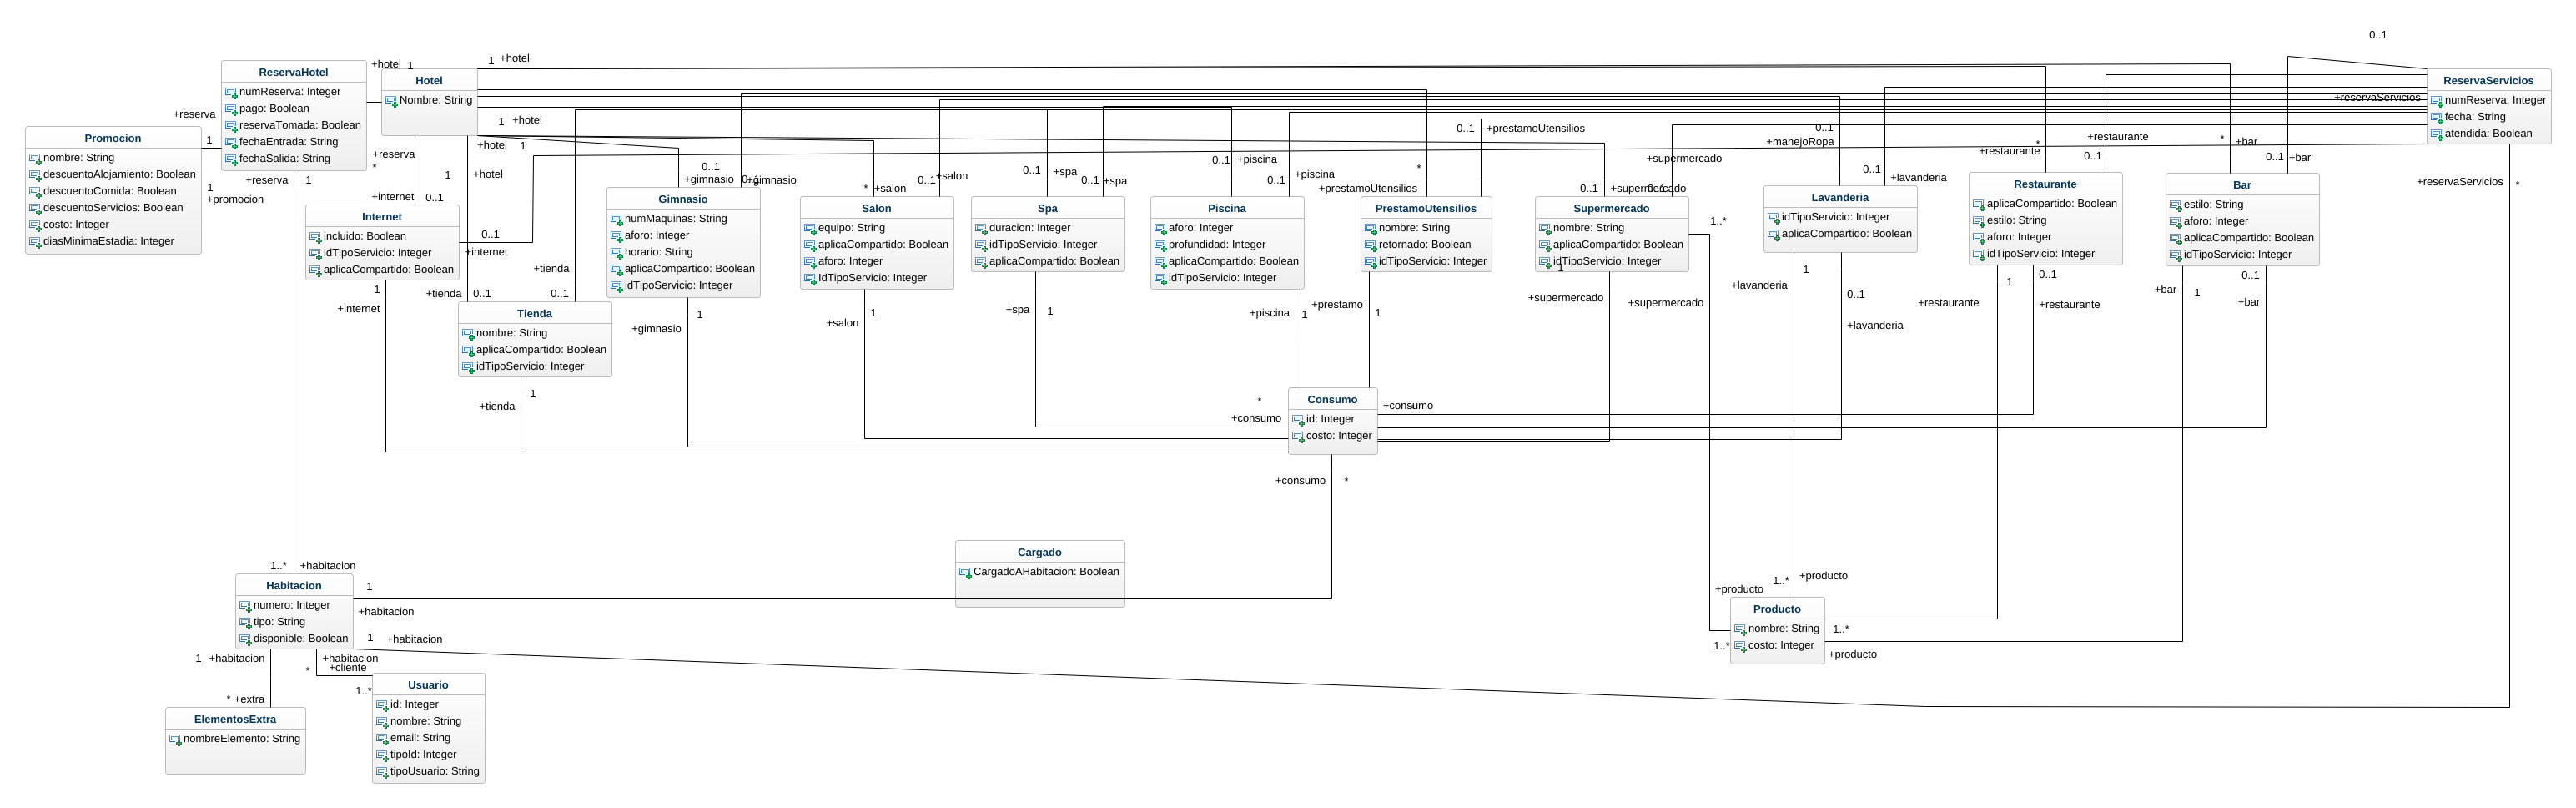 0..1
+hotel
1
+hotel
1
ReservaHotel
numReserva: Integer
pago: Boolean
reservaTomada: Boolean
fechaEntrada: String
fechaSalida: String
Hotel
Nombre: String
ReservaServicios
numReserva: Integer
fecha: String
atendida: Boolean
+reservaServicios
+reserva
1
Promocion
nombre: String
descuentoAlojamiento: Boolean
descuentoComida: Boolean
descuentoServicios: Boolean
costo: Integer
diasMinimaEstadia: Integer
1
+promocion
1
+hotel
+hotel
1
+reserva
*
+reserva
1
1
+hotel
+internet
0..1
Internet
incluido: Boolean
idTipoServicio: Integer
aplicaCompartido: Boolean
0..1
+internet
1
+internet
+tienda
0..1
+tienda
0..1
Tienda
nombre: String
aplicaCompartido: Boolean
idTipoServicio: Integer
1
+tienda
0..1
+gimnasio
0..1
+gimnasio
Gimnasio
numMaquinas: String
aforo: Integer
horario: String
aplicaCompartido: Boolean
idTipoServicio: Integer
1
+gimnasio
*
+salon
0..1
+salon
Salon
equipo: String
aplicaCompartido: Boolean
aforo: Integer
IdTipoServicio: Integer
1
+salon
0..1
+spa
0..1
+spa
Spa
duracion: Integer
idTipoServicio: Integer
aplicaCompartido: Boolean
+spa
1
0..1
+piscina
0..1
+piscina
Piscina
aforo: Integer
profundidad: Integer
aplicaCompartido: Boolean
idTipoServicio: Integer
+piscina
1
0..1
+prestamoUtensilios
*
+prestamoUtensilios
PrestamoUtensilios
nombre: String
retornado: Boolean
idTipoServicio: Integer
+prestamo
1
+supermercado
0..1
+supermercado
0..1
Supermercado
nombre: String
aplicaCompartido: Boolean
idTipoServicio: Integer
1
+supermercado
1..*
+supermercado
0..1
+manejoRopa
0..1
+lavanderia
Lavanderia
idTipoServicio: Integer
aplicaCompartido: Boolean
1
+lavanderia
0..1
+lavanderia
*
+restaurante
+restaurante
0..1
Restaurante
aplicaCompartido: Boolean
estilo: String
aforo: Integer
idTipoServicio: Integer
1
+restaurante
0..1
+restaurante
*
+bar
0..1
+bar
Bar
estilo: String
aforo: Integer
aplicaCompartido: Boolean
idTipoServicio: Integer
+bar
1
0..1
+bar
+reservaServicios
*
*
+consumo
Consumo
id: Integer
costo: Integer
+consumo
*
+consumo
*
Cargado
CargadoAHabitacion: Boolean
1..*
+habitacion
Habitacion
numero: Integer
tipo: String
disponible: Boolean
1
+habitacion
1
+habitacion
1
+habitacion
+habitacion
*
+cliente
1..*
*
+extra
ElementosExtra
nombreElemento: String
Usuario
id: Integer
nombre: String
email: String
tipoId: Integer
tipoUsuario: String
1..*
+producto
+producto
Producto
nombre: String
costo: Integer
1..*
1..*
+producto